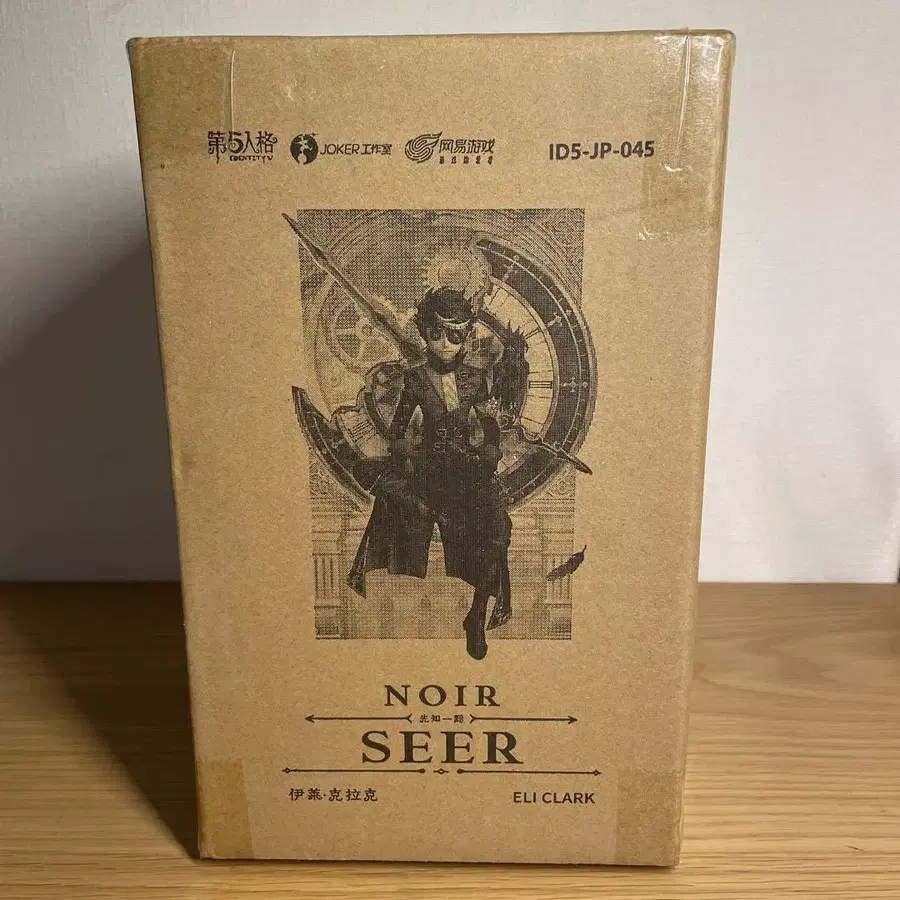 第5人格
IDENTITY V
JOKER工作室
网易游戏
ID5-JP-045
NOIR
先知一黯
SEER
伊莱·克拉克
ELI CLARK